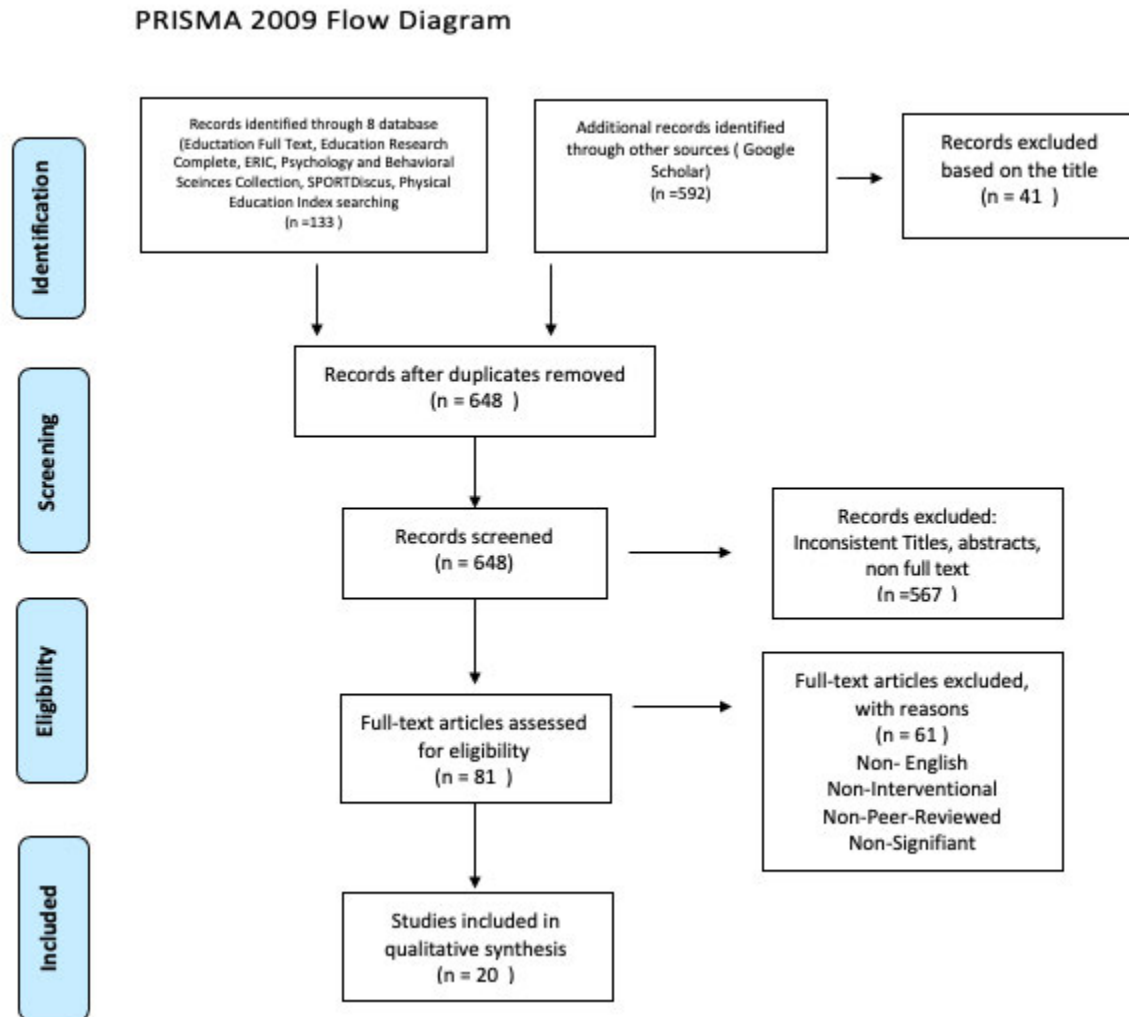 PRISMA 2009 Flow Diagram
Identification
Records identified through 8 database
(Eductation Full Text, Education Research
Complete, ERIC, Psychology and Behavioral
Sceinces Collection, SPORTDiscus, Physical
Education Index searching
(n =133 )
Additional records identified
through other sources ( Google
Scholar)
(n =592)
Records excluded
based on the title
(n = 41 )
Screening
Records after duplicates removed
(n = 648 )
Records screened
(n = 648)
Records excluded:
Inconsistent Titles, abstracts,
non full text
(n =567 )
Eligibility
Full-text articles assessed
for eligibility
(n = 81 )
Full-text articles excluded,
with reasons
(n = 61 )
Non- English
Non-Interventional
Non-Peer-Reviewed
Non-Signifiant
Included
Studies included in
qualitative synthesis
(n = 20 )